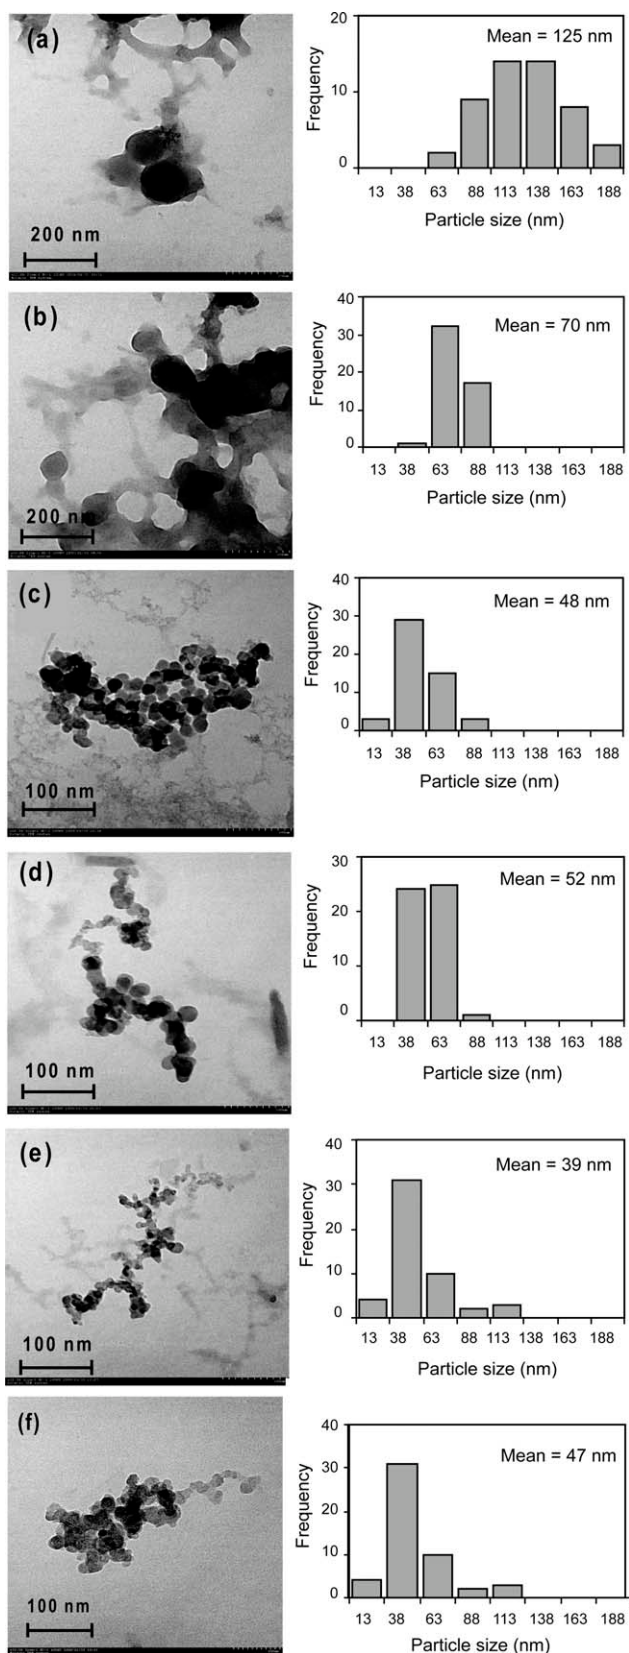 (a)
200 nm
Mean = 125 nm
Frequency
20
10
0
13 38 63 88 113 138 163 188
Particle size (nm)
(b)
200 nm
Mean = 70 nm
Frequency
40
30
20
10
0
13 38 63 88 113 138 163 188
Particle size (nm)
(c)
100 nm
Mean = 48 nm
Frequency
40
30
20
10
0
13 38 63 88 113 138 163 188
Particle size (nm)
(d)
100 nm
Mean = 52 nm
Frequency
30
20
10
0
13 38 63 88 113 138 163 188
Particle size (nm)
(e)
100 nm
Mean = 39 nm
Frequency
40
30
20
10
0
13 38 63 88 113 138 163 188
Particle size (nm)
(f)
100 nm
Mean = 47 nm
Frequency
40
30
20
10
0
13 38 63 88 113 138 163 188
Particle size (nm)